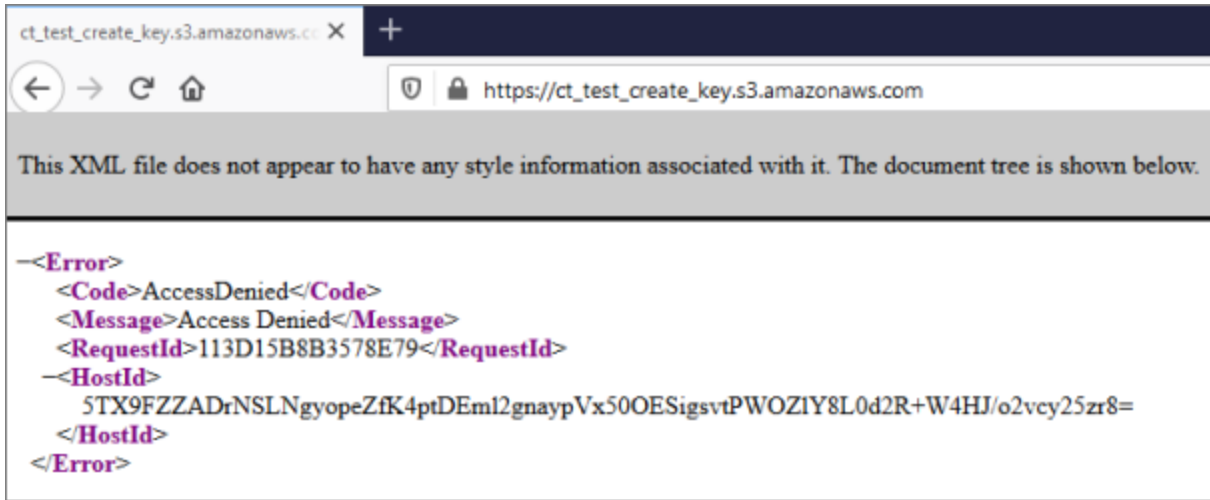 ct_test_create_key.s3.amazonaws.c
https://ct_test_create_key.s3.amazonaws.com
This XML file does not appear to have any style information associated with it. The document tree is shown below.
−<Error>
<Code>AccessDenied</Code>
<Message>Access Denied</Message>
<RequestId>113D15B8B3578E79</RequestId>
−<HostId>
5TX9FZZADrNSLNgyopeZfK4ptDEml2gnaypVx50OESigsvtPWOZlY8L0d2R+W4HJ/o2vcy25zr8=
</HostId>
</Error>